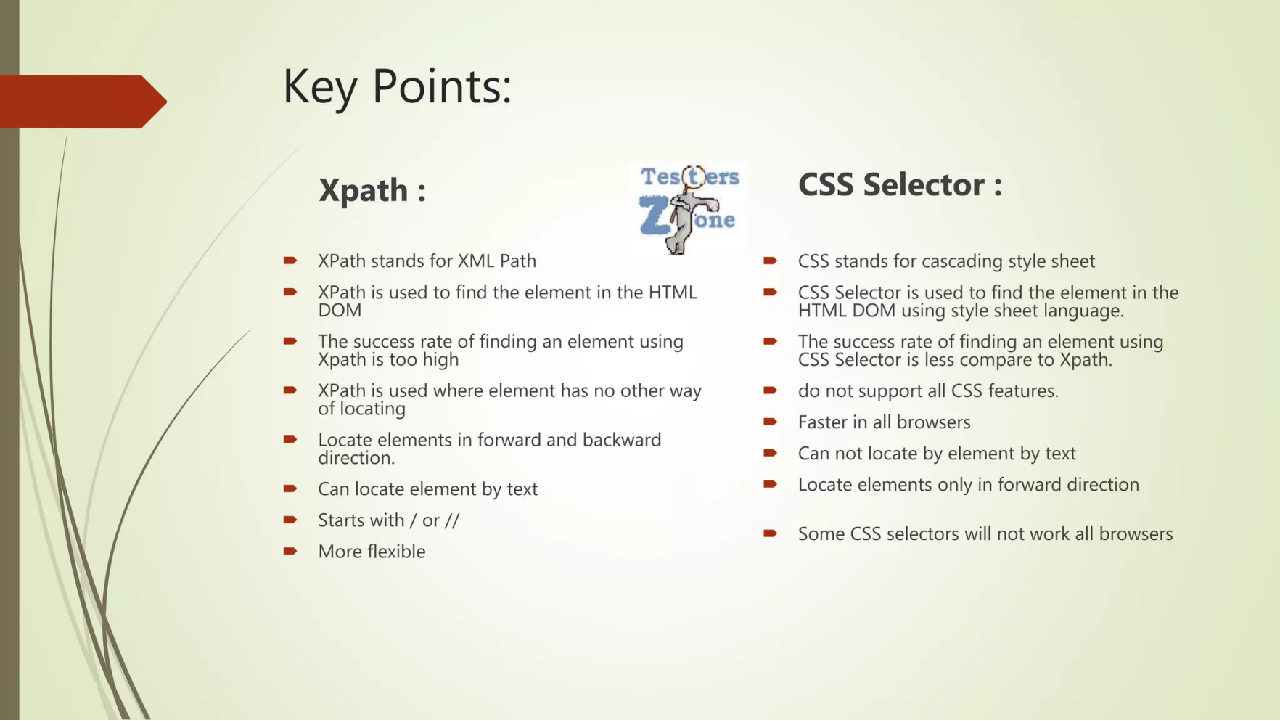 Key Points:
Xpath :
XPath stands for XML Path
XPath is used to find the element in the HTML
DOM
The success rate of finding an element using
Xpath is too high
XPath is used where element has no other way
of locating
Locate elements in forward and backward
direction.
Can locate element by text
Starts with / or //
More flexible
Testers
Zone
CSS Selector :
CSS stands for cascading style sheet
CSS Selector is used to find the element in the
HTML DOM using style sheet language.
The success rate of finding an element using
CSS Selector is less compare to Xpath.
do not support all CSS features.
Faster in all browsers
Can not locate by element by text
Locate elements only in forward direction
Some CSS selectors will not work all browsers